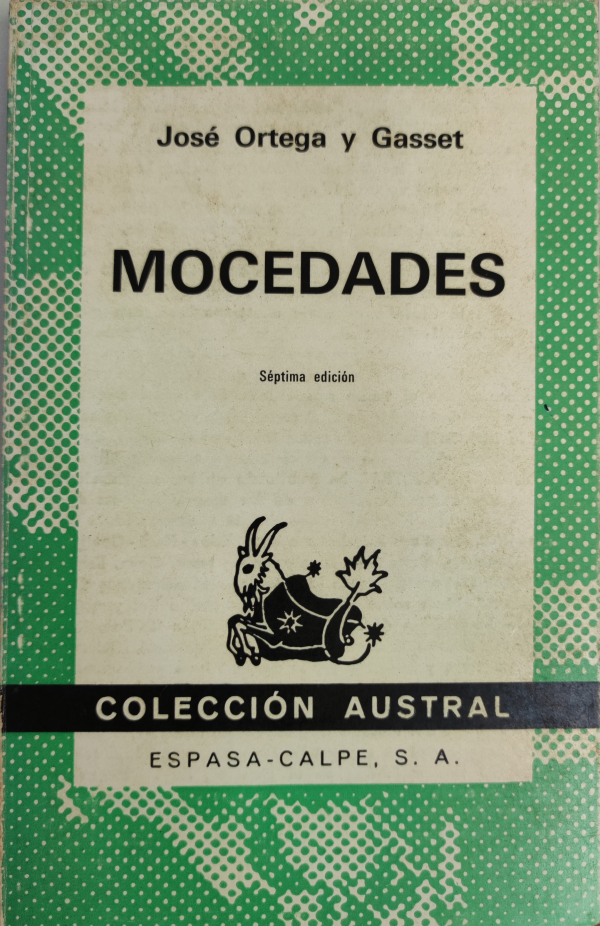 José Ortega y Gasset
MOCEDADES
Séptima edición
COLECCIÓN AUSTRAL
ESPASA-CALPE, S. A.